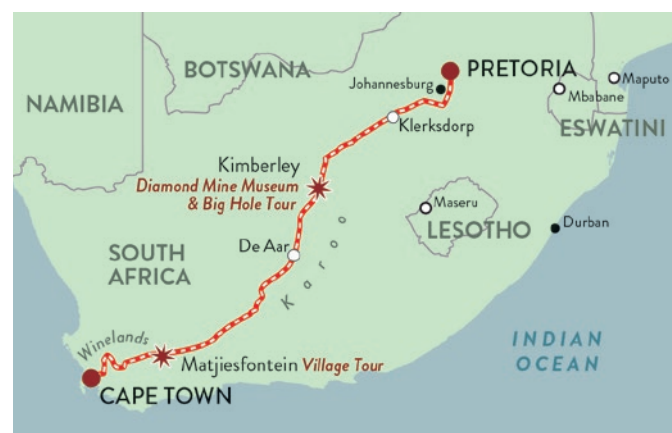 BOTSWANA
PRETORIA
Johannesburg
Maputo
Mbabane
NAMIBIA
ESWATINI
Klerksdorp
Kimberley
Diamond Mine Museum
& Big Hole Tour
Maseru
LESOTHO
Durban
De Aar
SOUTH
AFRICA
Karoo
Winelands
INDIAN
OCEAN
Matjiesfontein Village Tour
CAPE TOWN